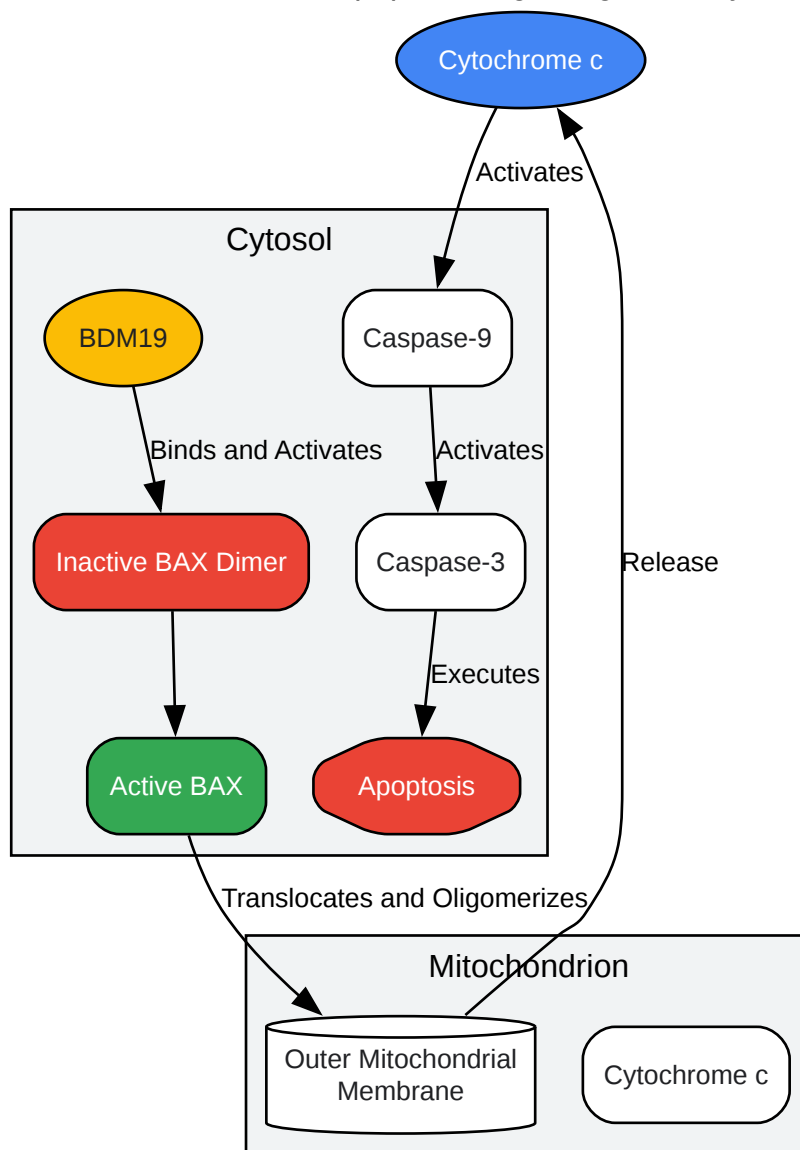 Cytochrome c
Activates
Cytosol
BDM19
Caspase-9
Binds and Activates
Activates
Inactive BAX Dimer
Caspase-3
Release
Executes
Active BAX
Apoptosis
Translocates and Oligomerizes
Mitochondrion
Outer Mitochondrial
Membrane
Cytochrome c